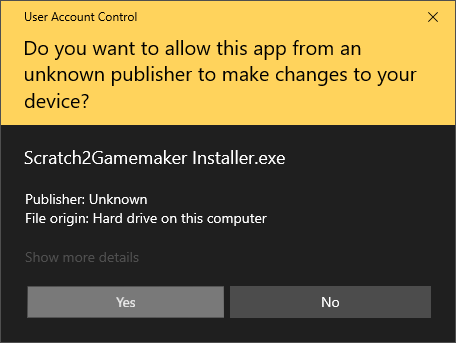 User Account Control
Do you want to allow this app from an
unknown publisher to make changes to your
device?
Scratch2Gamemaker Installer.exe
Publisher: Unknown
File origin: Hard drive on this computer
Show more details
Yes
No